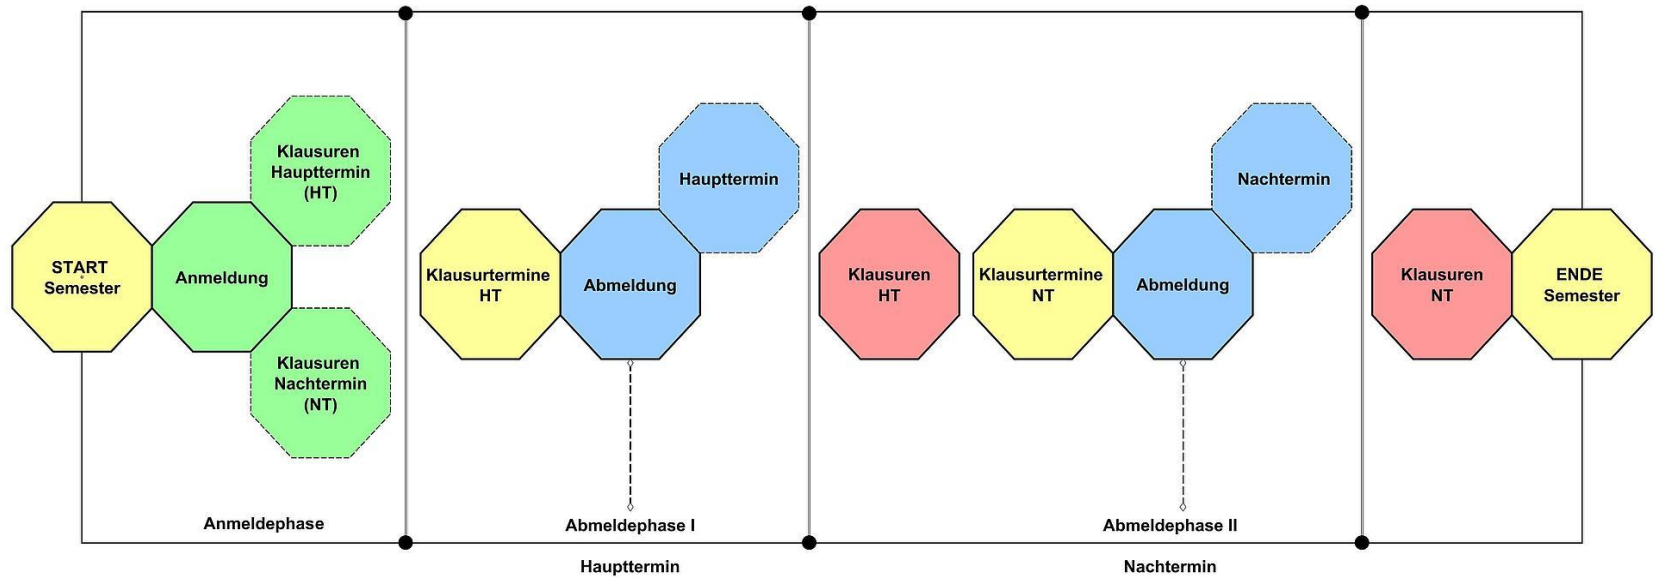 START
Semester
Anmeldung
Klausuren
Haupttermin
(HT)
Klausuren
Nachtermin
(NT)
Anmeldephase
Klausurtermine
HT
Abmeldung
Haupttermin
Abmeldephase I
Haupttermin
Klausuren
HT
Klausurtermine
NT
Abmeldung
Nachtermin
Abmeldephase II
Nachtermin
Klausuren
NT
ENDE
Semester